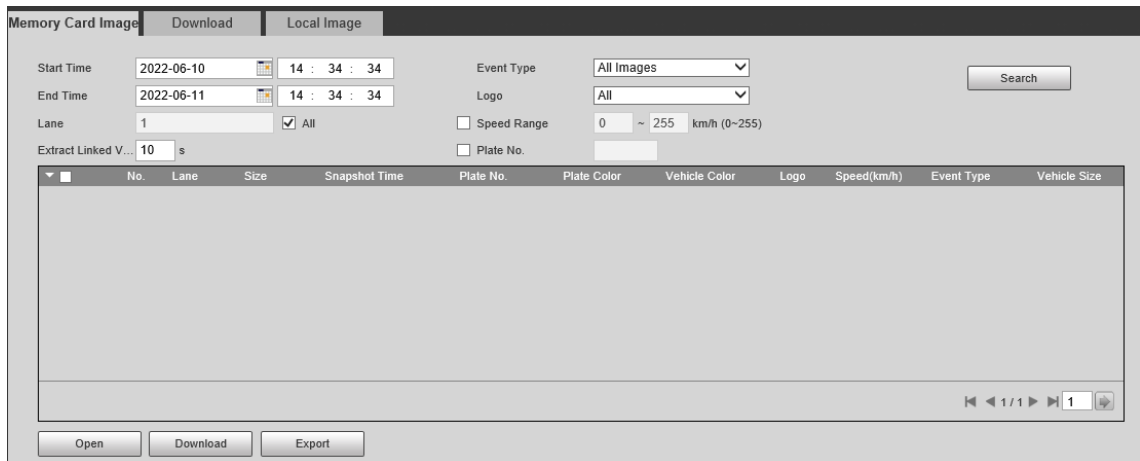 Memory Card Image Download Local Image
Start Time 2022-06-10 14 : 34 : 34 Event Type All Images Search
End Time 2022-06-11 14 : 34 : 34 Logo All
Lane 1 All Speed Range 0 ~ 255 km/h (0~255)
Extract Linked V... 10 s Plate No.
No. Lane Size Snapshot Time Plate No. Plate Color Vehicle Color Logo Speed(km/h) Event Type Vehicle Size
1 / 1 1
Open Download Export